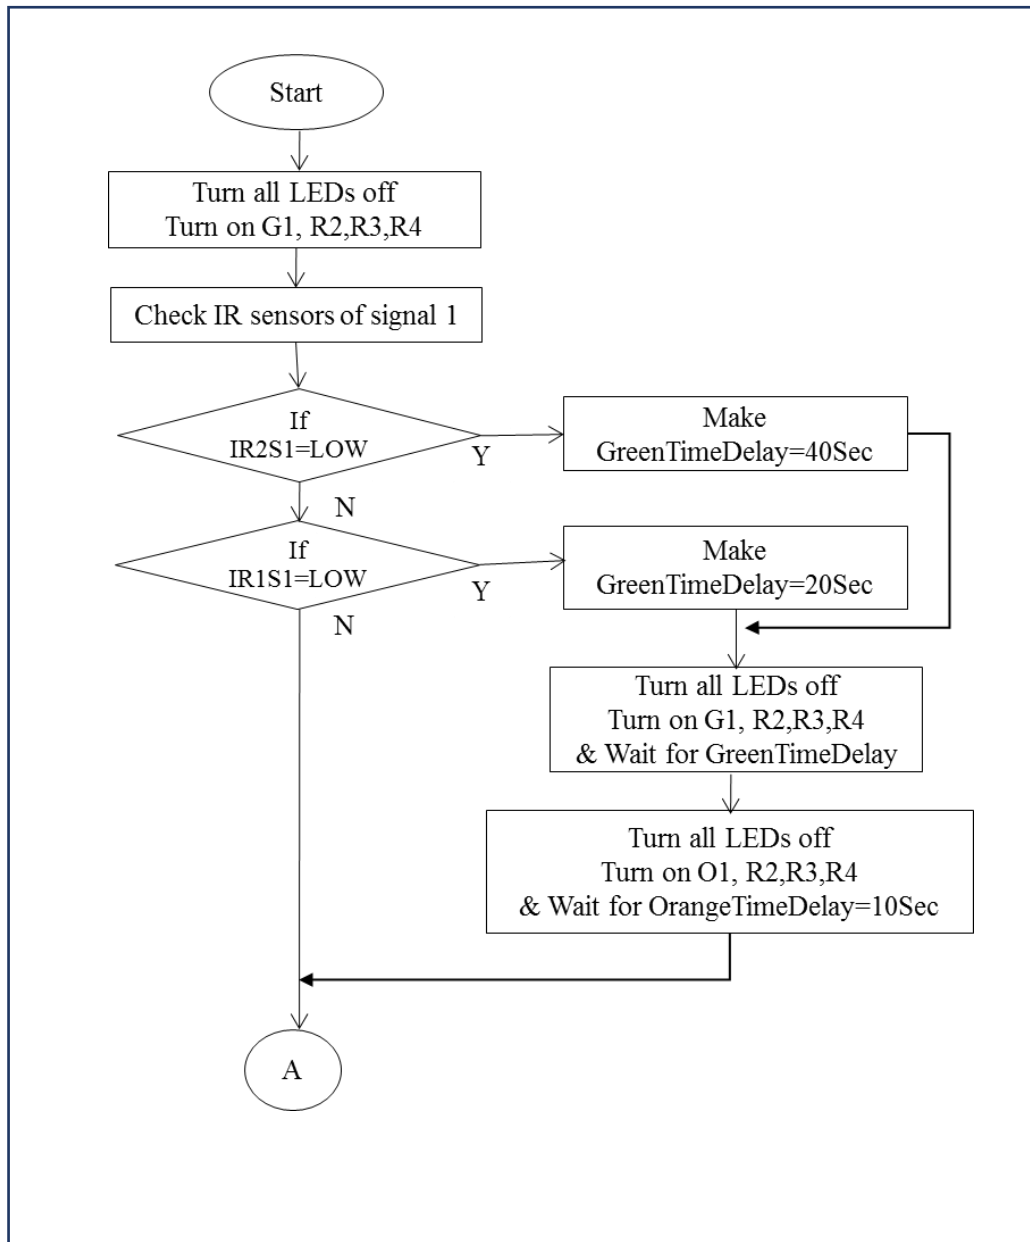 Start
Turn all LEDs off
Turn on G1, R2,R3,R4
Check IR sensors of signal 1
If
IR2S1=LOW
Y
Make
GreenTimeDelay=40Sec
N
If
IR1S1=LOW
Y
Make
GreenTimeDelay=20Sec
N
Turn all LEDs off
Turn on G1, R2,R3,R4
& Wait for GreenTimeDelay
Turn all LEDs off
Turn on O1, R2,R3,R4
& Wait for OrangeTimeDelay=10Sec
A